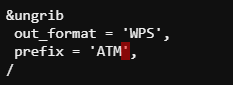 &ungrib
 out_format = 'WPS',
 prefix = 'ATM',
/